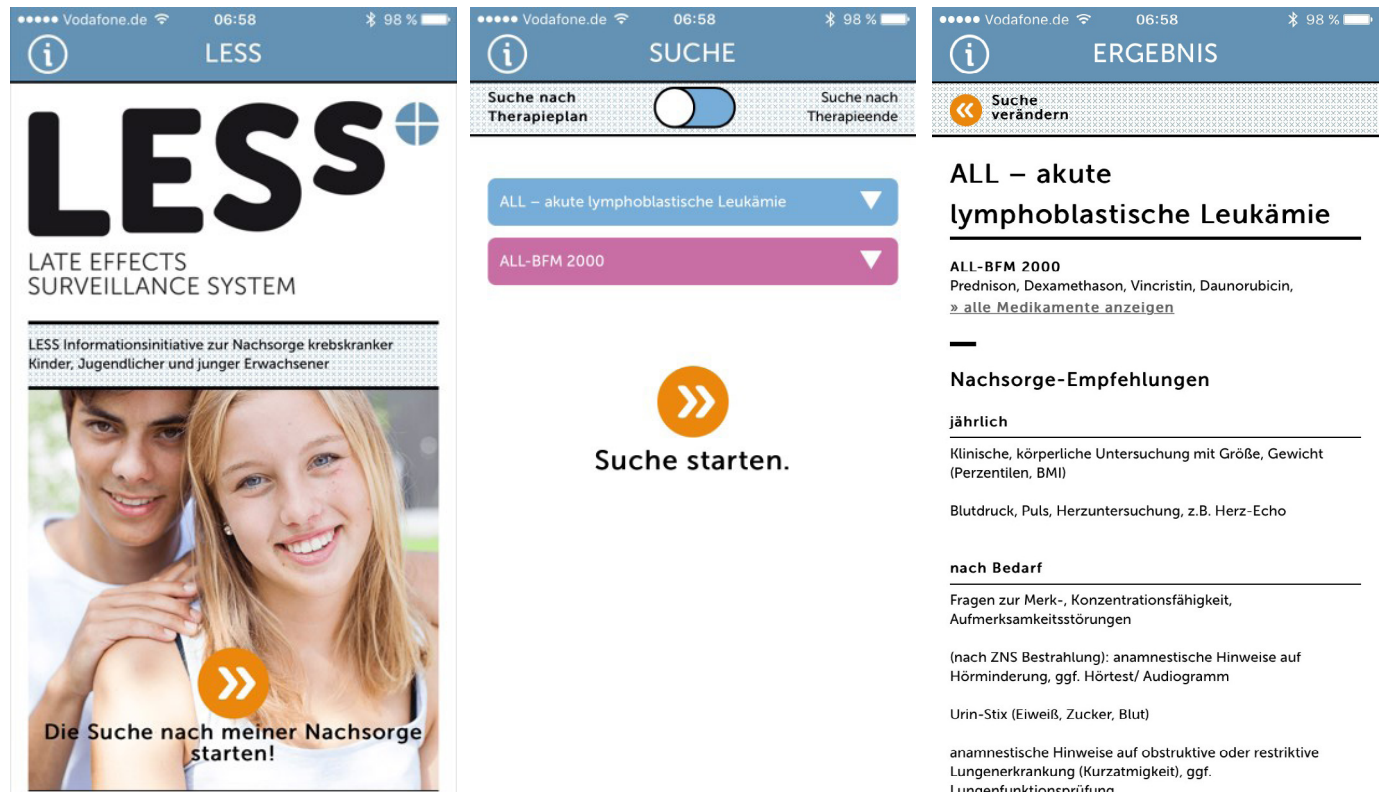 Vodafone.de 06:58 98 %
LESS
LESS
LATE EFFECTS
SURVEILLANCE SYSTEM
LESS Informationsinitiative zur Nachsorge krebskranker
Kinder, Jugendlicher und junger Erwachsener
Die Suche nach meiner Nachsorge
starten!
Vodafone.de 06:58 98 %
SUCHE
Suche nach
Therapieplan
Suche nach
Therapieende
ALL – akute lymphoblastische Leukämie
ALL-BFM 2000
Suche starten.
Vodafone.de 06:58 98 %
ERGEBNIS
Suche
verändern
ALL – akute
lymphoblastische Leukämie
ALL-BFM 2000
Prednison, Dexamethason, Vincristin, Daunorubicin,
» alle Medikamente anzeigen
Nachsorge-Empfehlungen
jährlich
Klinische, körperliche Untersuchung mit Größe, Gewicht
(Perzentilen, BMI)
Blutdruck, Puls, Herzuntersuchung, z.B. Herz-Echo
nach Bedarf
Fragen zur Merk-, Konzentrationsfähigkeit,
Aufmerksamkeitsstörungen
(nach ZNS Bestrahlung): anamnestische Hinweise auf
Hörminderung, ggf. Hörtest/ Audiogramm
Urin-Stix (Eiweiß, Zucker, Blut)
anamnestische Hinweise auf obstruktive oder restriktive
Lungenerkrankung (Kurzatmigkeit), ggf.
Lungenfunktionsprüfung